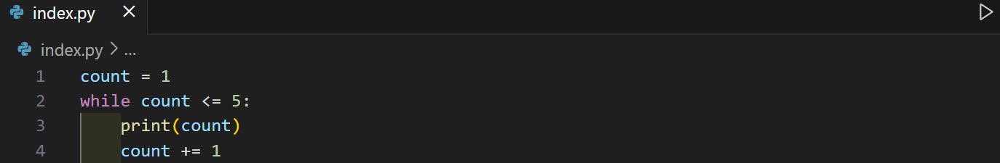 index.py
index.py > ...
1 count = 1
2 while count <= 5:
3     print(count)
4     count += 1